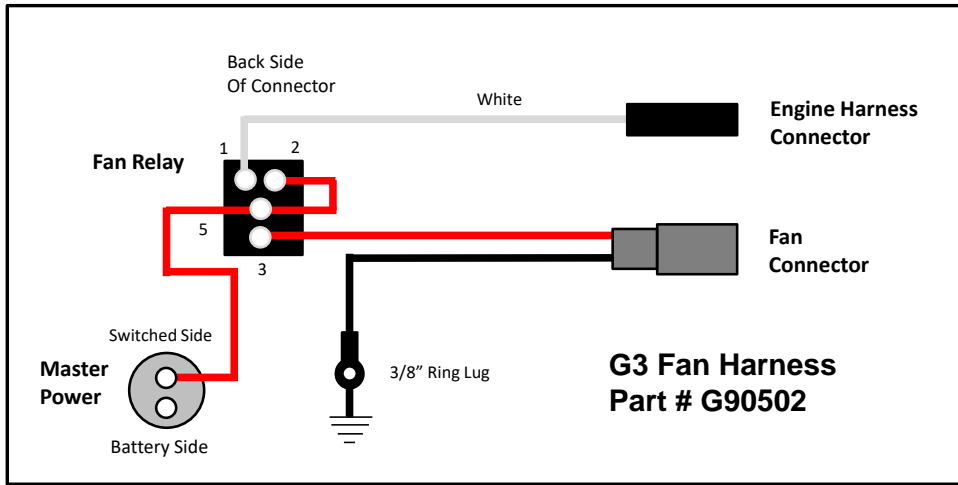 Back Side
Of Connector
White
Engine Harness
Connector
1
2
Fan Relay
5
3
Fan
Connector
Switched Side
Master
Power
3/8” Ring Lug
Battery Side
G3 Fan Harness
Part # G90502